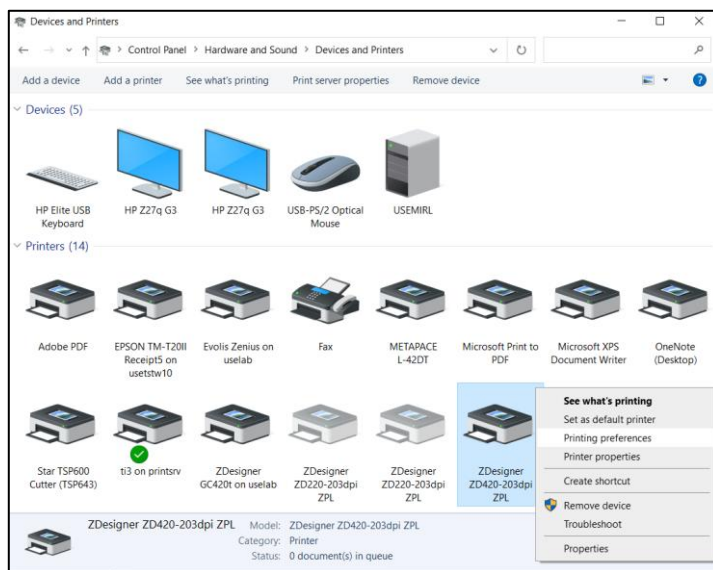 Devices and Printers
Control Panel > Hardware and Sound > Devices and Printers
Add a device Add a printer See what's printing Print server properties Remove device
Devices (5)
HP Elite USB
Keyboard
HP Z27q G3
HP Z27q G3
USB-PS/2 Optical
Mouse
USEMIRL
Printers (14)
Adobe PDF
EPSON TM-T20II
Receipt5 on
usetstw10
Evolis Zenius on
uselab
Fax
METAPACE
L-42DT
Microsoft Print to
PDF
Microsoft XPS
Document Writer
OneNote
(Desktop)
Star TSP600
Cutter (TSP643)
ti3 on printsrv
ZDesigner
GC420t on uselab
ZDesigner
ZD220-203dpi
ZPL
ZDesigner
ZD220-203dpi
ZPL
ZDesigner
ZD420-203dpi
ZPL
See what's printing
Set as default printer
Printing preferences
Printer properties
Create shortcut
Remove device
Troubleshoot
Properties
ZDesigner ZD420-203dpi ZPL Model: ZDesigner ZD420-203dpi ZPL
Category: Printer
Status: 0 document(s) in queue